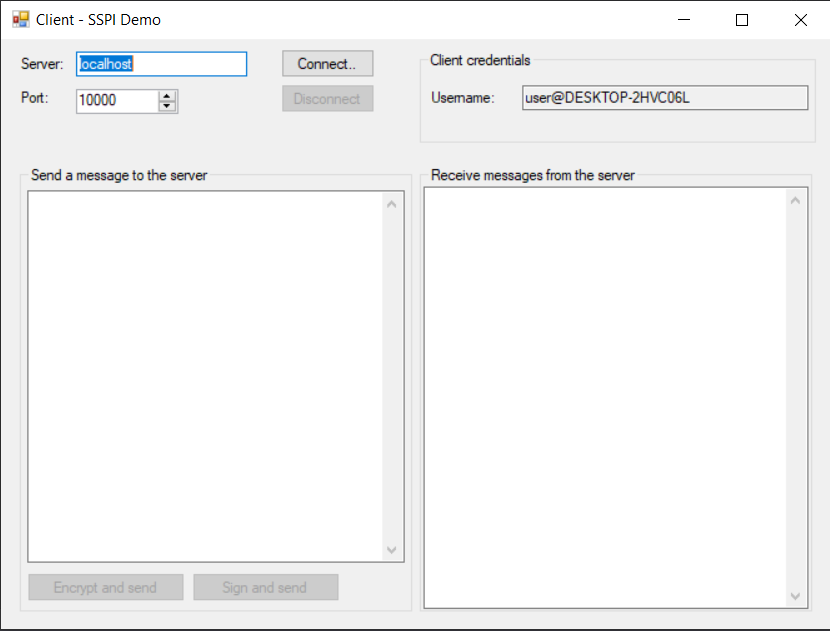 Client - SSPI Demo
Server: localhost Connect..
Port: 10000 Disconnect
Client credentials
Username: user@DESKTOP-2HVC06L
Send a message to the server
Receive messages from the server
Encrypt and send Sign and send